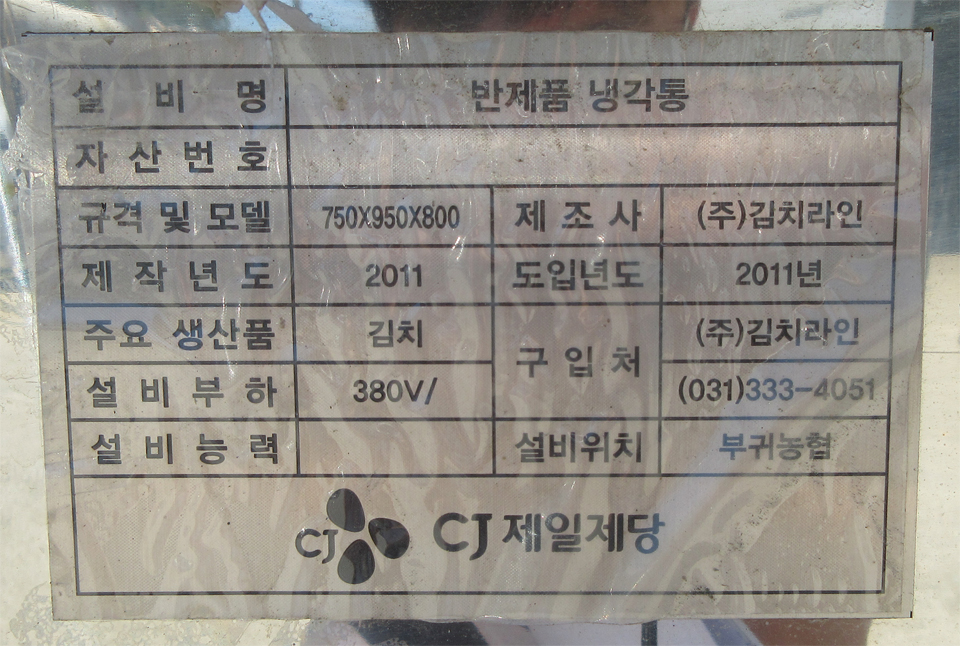 설비명 반제품 냉각통
자산번호
규격 및 모델 750X950X800 제조사 (주)김치라인
제작년도 2011 도입년도 2011년
주요 생산품 김치 구입처 (주)김치라인
설비부하 380V/ (031)333-4051
설비능력 설비위치 부귀농협
CJ CJ 제일제당